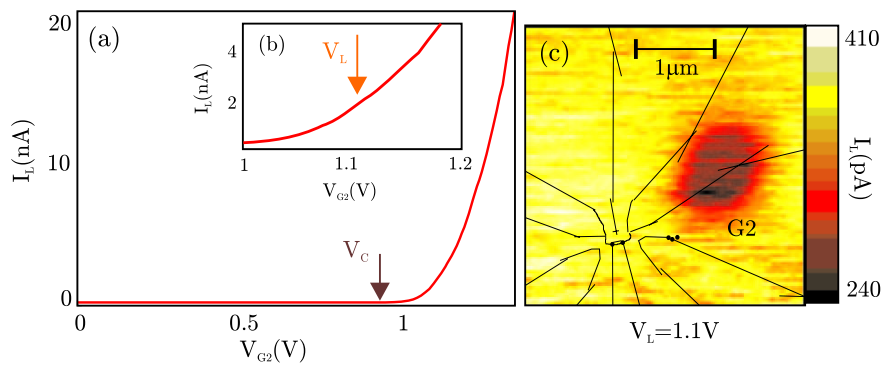 (a)
20
10
0
I_L(nA)
0
0.5
1
V_G2(V)
V_C
(b)
4
2
I_L(nA)
V_L
1
1.1
1.2
V_G2(V)
(c)
1μm
G2
V_L=1.1V
410
I_L(pA)
240